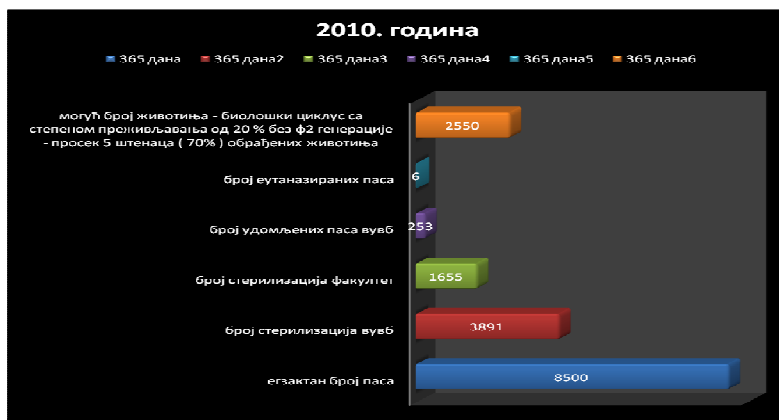 2010. година
365 дана 365 дана2 365 дана3 365 дана4 365 дана5 365 дана6
могућ број животиња - биолошки циклус са
степеном преживљавања од 20 % без ф2 генерације
- просек 5 штенаца ( 70% ) обрађених животиња
2550
број еутаназираних паса
6
број удомљених паса вувб
253
број стерилизација факултет
1655
број стерилизација вувб
3891
егзактан број паса
8500